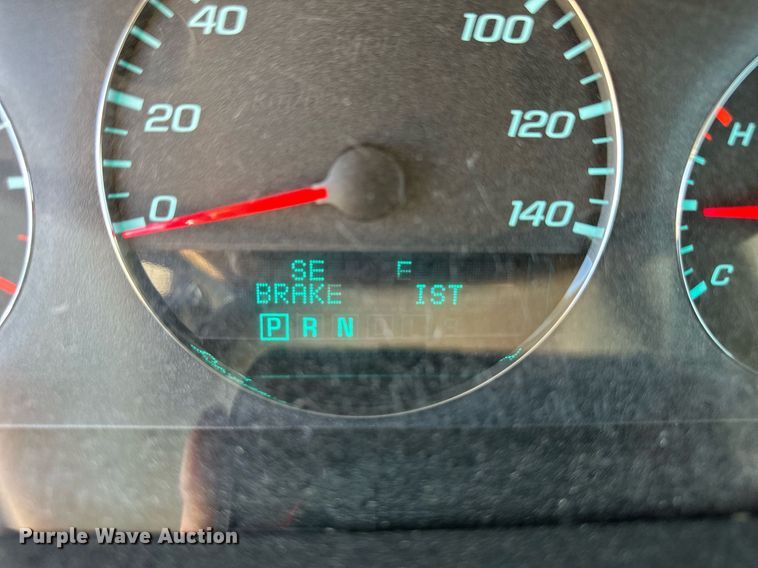 40
100
20
120
H
0
140
SE F
BRAKE IST
C
P R N
Purple Wave Auction